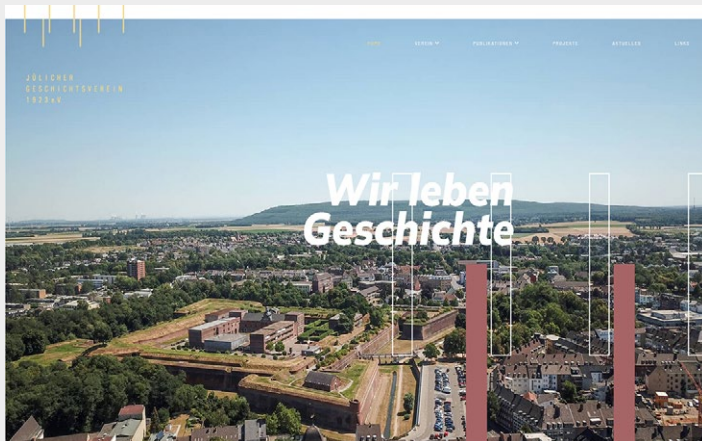 HOME
VEREIN
PUBLIKATIONEN
PROJEKTE
AKTUELLES
LINKS
JÜLICHER
GESCHICHTSVEREIN
1923eV
Wir leben
Geschichte